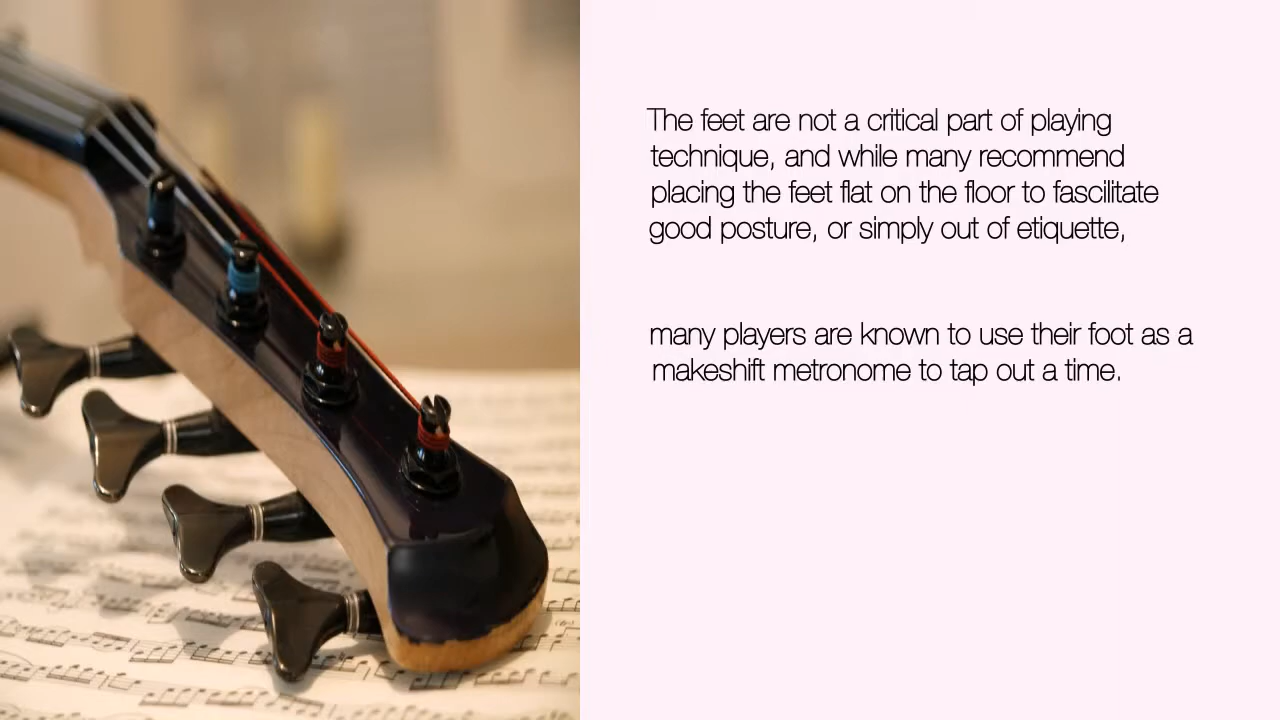 The feet are not a critical part of playing
technique, and while many recommend
placing the feet flat on the floor to fascilitate
good posture, or simply out of etiquette,
many players are known to use their foot as a
makeshift metronome to tap out a time.